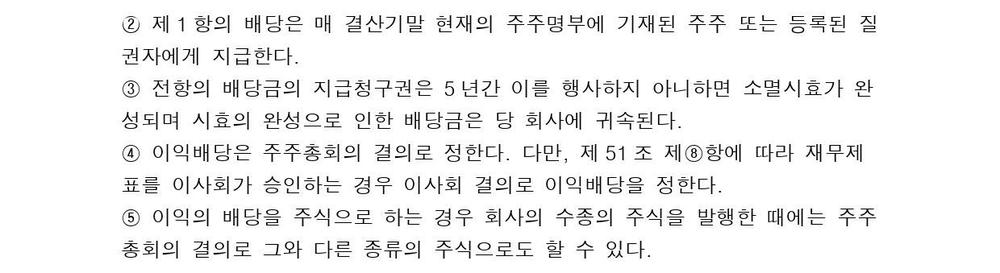 ② 제 1 항의 배당은 매 결산기말 현재의 주주명부에 기재된 주주 또는 등록된 질
권자에게 지급한다.
③ 전항의 배당금의 지급청구권은 5 년간 이를 행사하지 아니하면 소멸시효가 완
성되며 시효의 완성으로 인한 배당금은 당 회사에 귀속된다.
④ 이익배당은 주주총회의 결의로 정한다. 다만, 제 51 조 제⑧항에 따라 재무제
표를 이사회가 승인하는 경우 이사회 결의로 이익배당을 정한다.
⑤ 이익의 배당을 주식으로 하는 경우 회사의 수종의 주식을 발행한 때에는 주주
총회의 결의로 그와 다른 종류의 주식으로도 할 수 있다.